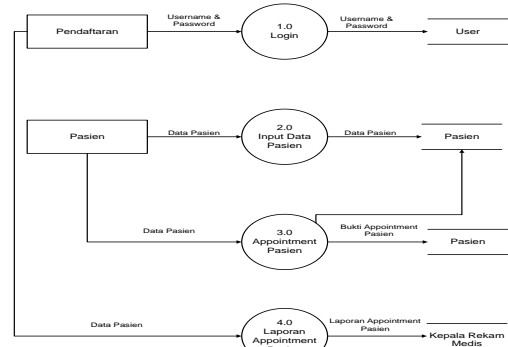 Pendaftaran
Username &
Password
1.0
Login
Username &
Password
User
Pasien
Data Pasien
2.0
Input Data
Pasien
Data Pasien
Pasien
Data Pasien
3.0
Appointment
Pasien
Bukti Appointment
Pasien
Pasien
Data Pasien
4.0
Laporan
Appointment
Laporan Appointment
Pasien
Kepala Rekam
Medis